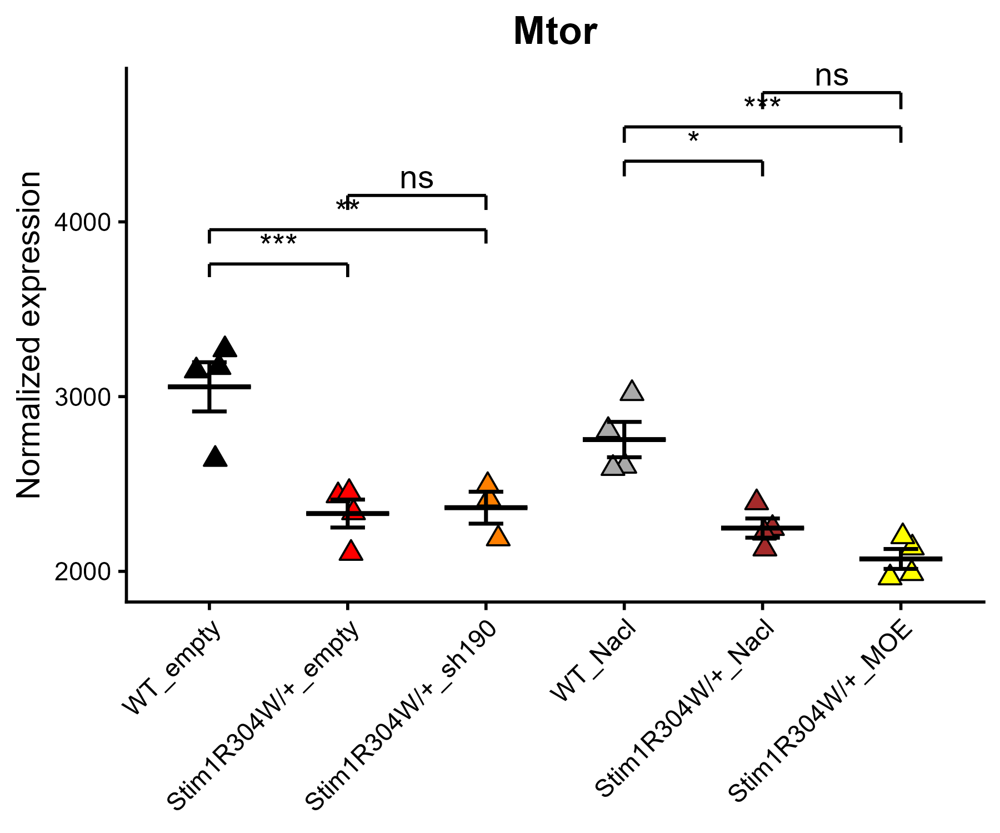 Mtor
Normalized expression
4000
3000
2000
ns
**
***
ns
***
*
WT_empty
Stim1R304W/+_empty
Stim1R304W/+_sh190
WT_Nacl
Stim1R304W/+_Nacl
Stim1R304W/+_MOE